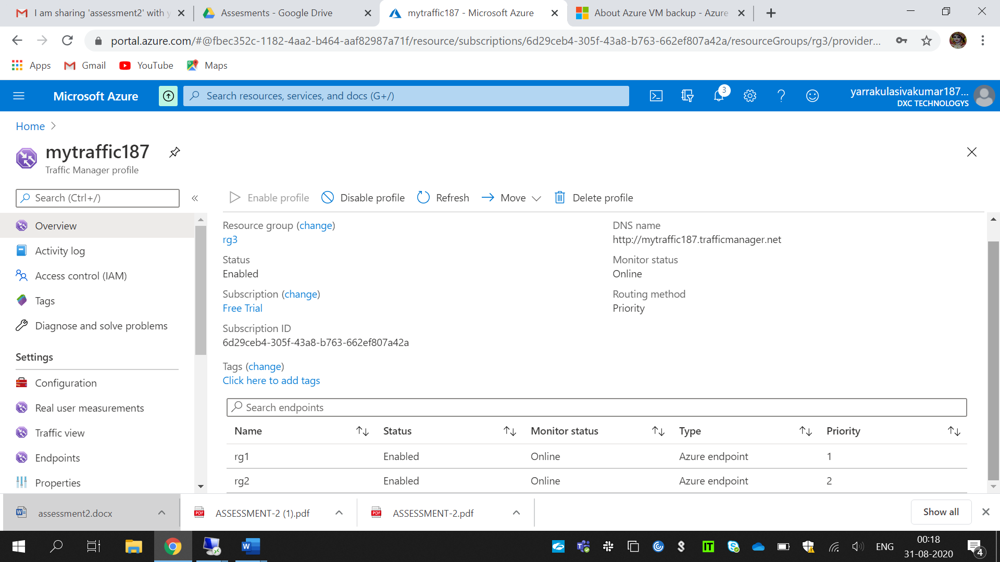 I am sharing 'assessment2' with y
Assesments - Google Drive
mytraffic187 - Microsoft Azure
About Azure VM backup - Azure
portal.azure.com/#@fbec352c-1182-4aa2-b464-aaf82987a71f/resource/subscriptions/6d29ceb4-305f-43a8-b763-662ef807a42a/resourceGroups/rg3/provider...
Apps Gmail YouTube Maps
Microsoft Azure
Search resources, services, and docs (G+/)
3
yarrakulasivakumar187...
DXC TECHNOLOGYS
Home
mytraffic187
Traffic Manager profile
Search (Ctrl+/)
Enable profile Disable profile Refresh Move Delete profile
Overview
Activity log
Access control (IAM)
Tags
Diagnose and solve problems
Settings
Configuration
Real user measurements
Traffic view
Endpoints
Properties
Resource group (change)
rg3
Status
Enabled
Subscription (change)
Free Trial
Subscription ID
6d29ceb4-305f-43a8-b763-662ef807a42a
Tags (change)
Click here to add tags
DNS name
http://mytraffic187.trafficmanager.net
Monitor status
Online
Routing method
Priority
Search endpoints
Name Status Monitor status Type Priority
rg1 Enabled Online Azure endpoint 1
rg2 Enabled Online Azure endpoint 2
assessment2.docx
ASSESSMENT-2 (1).pdf
ASSESSMENT-2.pdf
Show all
ENG
00:18
31-08-2020
4